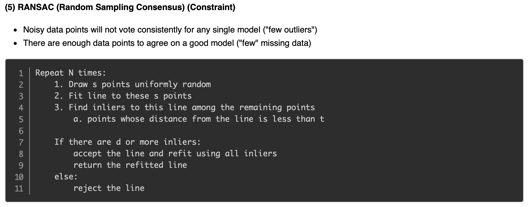 (5) RANSAC (Random Sampling Consensus) (Constraint)
• Noisy data points will not vote consistently for any single model ("few outliers")
• There are enough data points to agree on a good model ("few" missing data)
1 Repeat N times:
2 1. Draw s points uniformly random
3 2. Fit line to these s points
4 3. Find inliers to this line among the remaining points
5 a. points whose distance from the line is less than t
6
7 If there are d or more inliers:
8 accept the line and refit using all inliers
9 return the refitted line
10 else:
11 reject the line